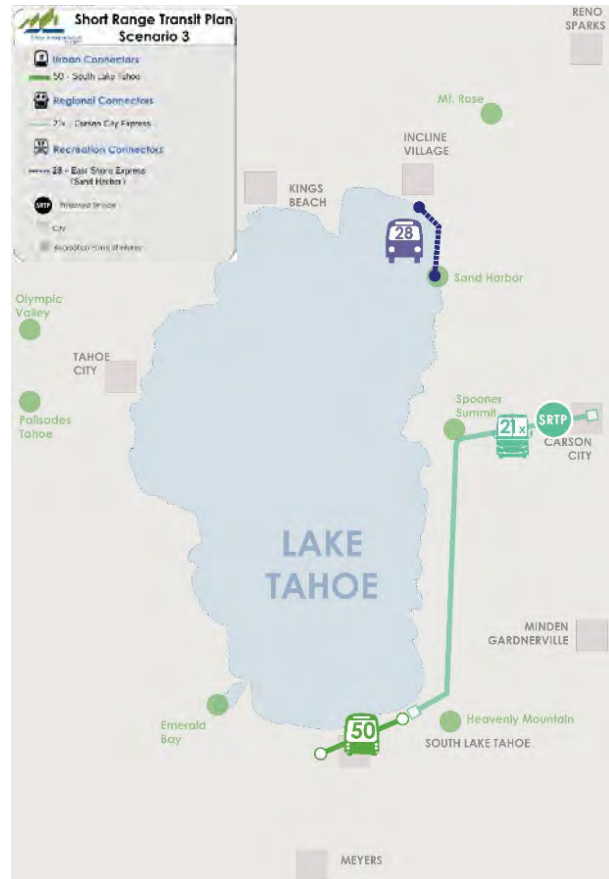 Short Range Transit Plan
Scenario 3
Urban Connectors
50 - South Lake Tahoe
Regional Connectors
21x - Carson City Express
Recreation Connectors
28 - East Shore Express
(Sand Harbor)
SRTP
City
RENO
SPARKS
Mt. Rose
INCLINE
VILLAGE
KINGS
BEACH
28
Sand Harbor
Olympic
Valley
TAHOE
CITY
Palisades
Tahoe
Spooner
Summit
21x
SRTP
CARSON
CITY
LAKE
TAHOE
MINDEN
GARDNERVILLE
Emerald
Bay
50
Heavenly Mountain
SOUTH LAKE TAHOE
MEYERS